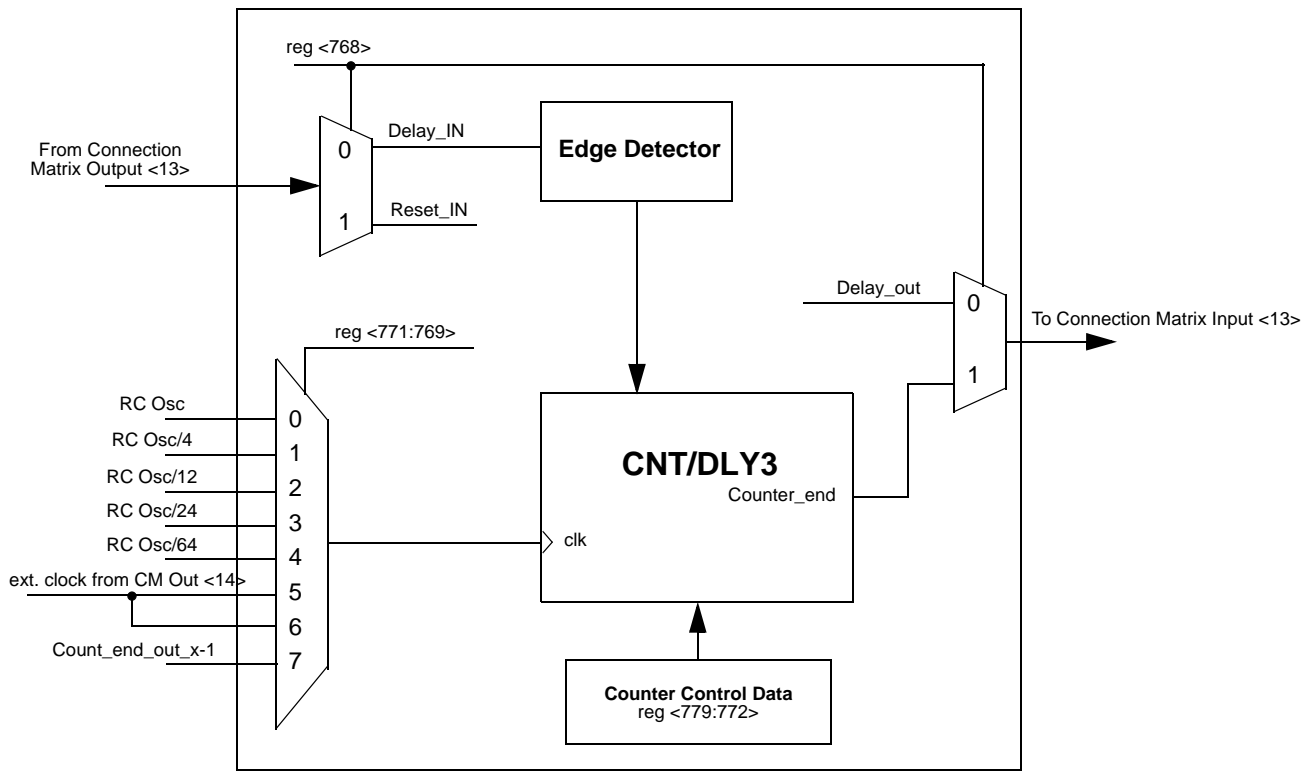 reg <768>
Delay_IN
From Connection
Matrix Output <13>
0
1
Reset_IN
Edge Detector
Delay_out
0
1
To Connection Matrix Input <13>
reg <771:769>
RC Osc
0
RC Osc/4
1
RC Osc/12
2
RC Osc/24
3
RC Osc/64
4
ext. clock from CM Out <14>
5
6
Count_end_out_x-1
7
CNT/DLY3
Counter_end
clk
Counter Control Data
reg <779:772>